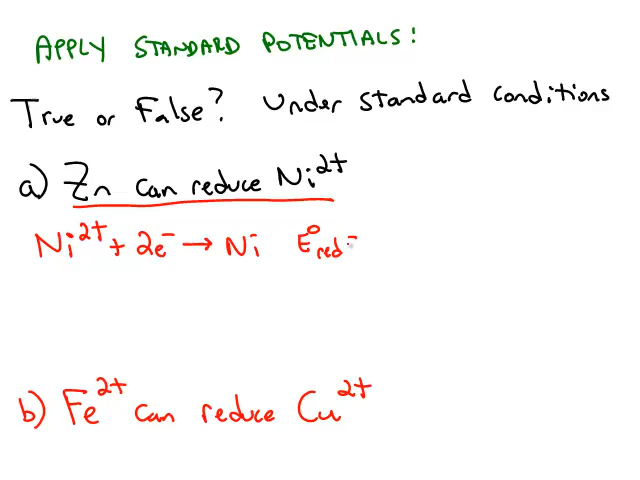 APPLY STANDARD POTENTIALS!
True or False? Under standard conditions
a) Zn can reduce Ni²⁺
Ni²⁺ + 2e⁻ → Ni E°red =
b) Fe²⁺ can reduce Cu²⁺